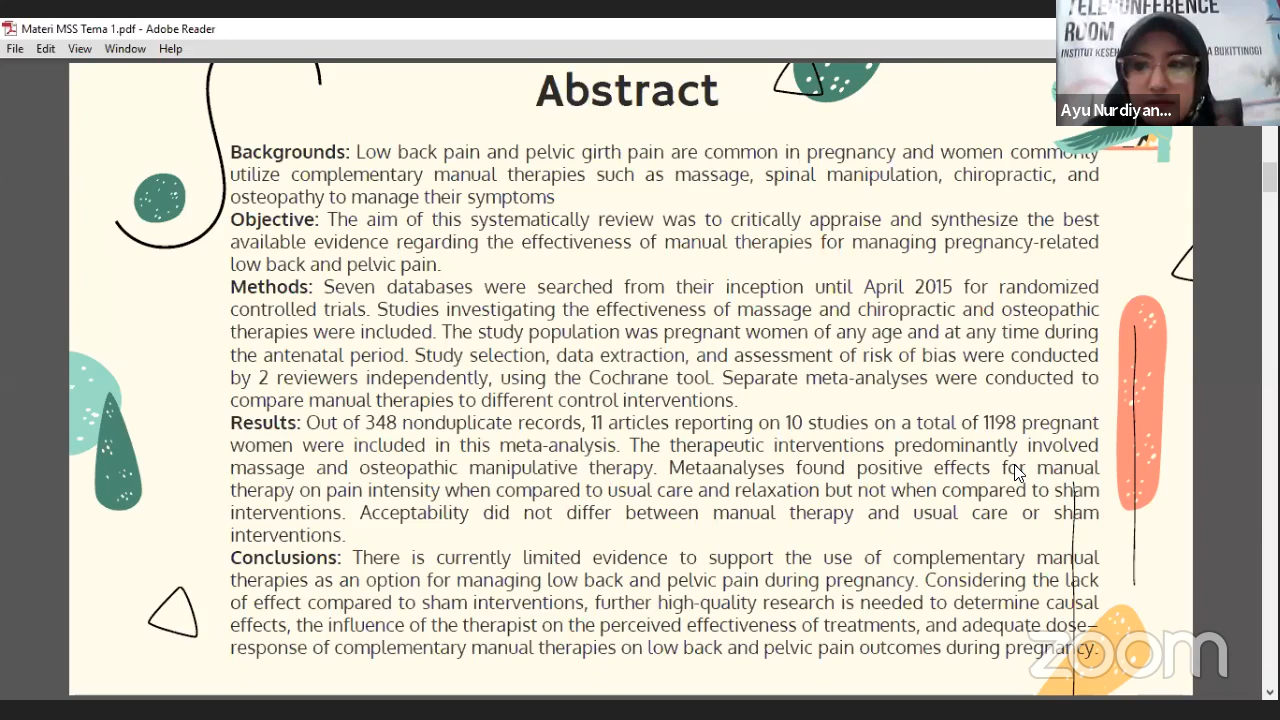 Materi MSS Tema 1.pdf - Adobe Reader
File Edit View Window Help
TELECONFERENCE
ROOM
INSTITUT KESEH A BUKITTINGGI
Ayu Nurdiyan...
Abstract
Backgrounds: Low back pain and pelvic girth pain are common in pregnancy and women commonly
utilize complementary manual therapies such as massage, spinal manipulation, chiropractic, and
osteopathy to manage their symptoms
Objective: The aim of this systematically review was to critically appraise and synthesize the best
available evidence regarding the effectiveness of manual therapies for managing pregnancy-related
low back and pelvic pain.
Methods: Seven databases were searched from their inception until April 2015 for randomized
controlled trials. Studies investigating the effectiveness of massage and chiropractic and osteopathic
therapies were included. The study population was pregnant women of any age and at any time during
the antenatal period. Study selection, data extraction, and assessment of risk of bias were conducted
by 2 reviewers independently, using the Cochrane tool. Separate meta-analyses were conducted to
compare manual therapies to different control interventions.
Results: Out of 348 nonduplicate records, 11 articles reporting on 10 studies on a total of 1198 pregnant
women were included in this meta-analysis. The therapeutic interventions predominantly involved
massage and osteopathic manipulative therapy. Metaanalyses found positive effects for manual
therapy on pain intensity when compared to usual care and relaxation but not when compared to sham
interventions. Acceptability did not differ between manual therapy and usual care or sham
interventions.
Conclusions: There is currently limited evidence to support the use of complementary manual
therapies as an option for managing low back and pelvic pain during pregnancy. Considering the lack
of effect compared to sham interventions, further high-quality research is needed to determine causal
effects, the influence of the therapist on the perceived effectiveness of treatments, and adequate dose–
response of complementary manual therapies on low back and pelvic pain outcomes during pregnancy.
zoom